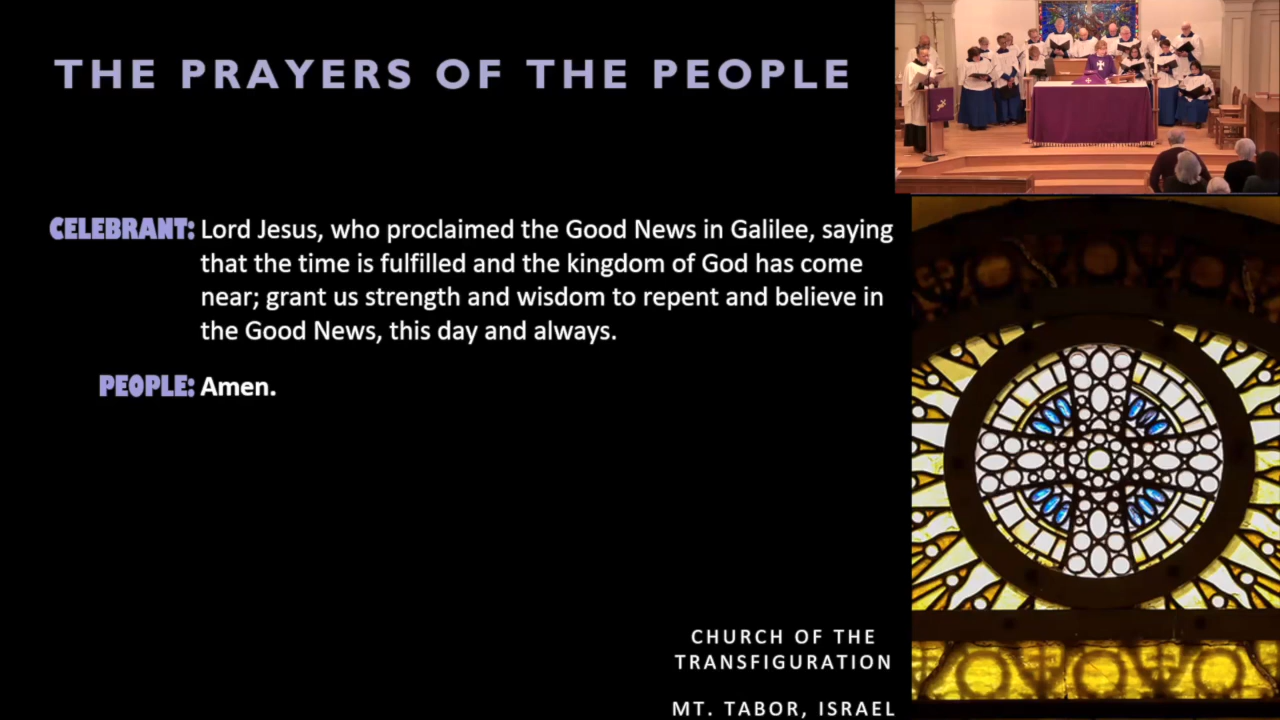 THE PRAYERS OF THE PEOPLE
CELEBRANT: Lord Jesus, who proclaimed the Good News in Galilee, saying
that the time is fulfilled and the kingdom of God has come
near; grant us strength and wisdom to repent and believe in
the Good News, this day and always.
PEOPLE: Amen.
CHURCH OF THE
TRANSFIGURATION
MT. TABOR, ISRAEL